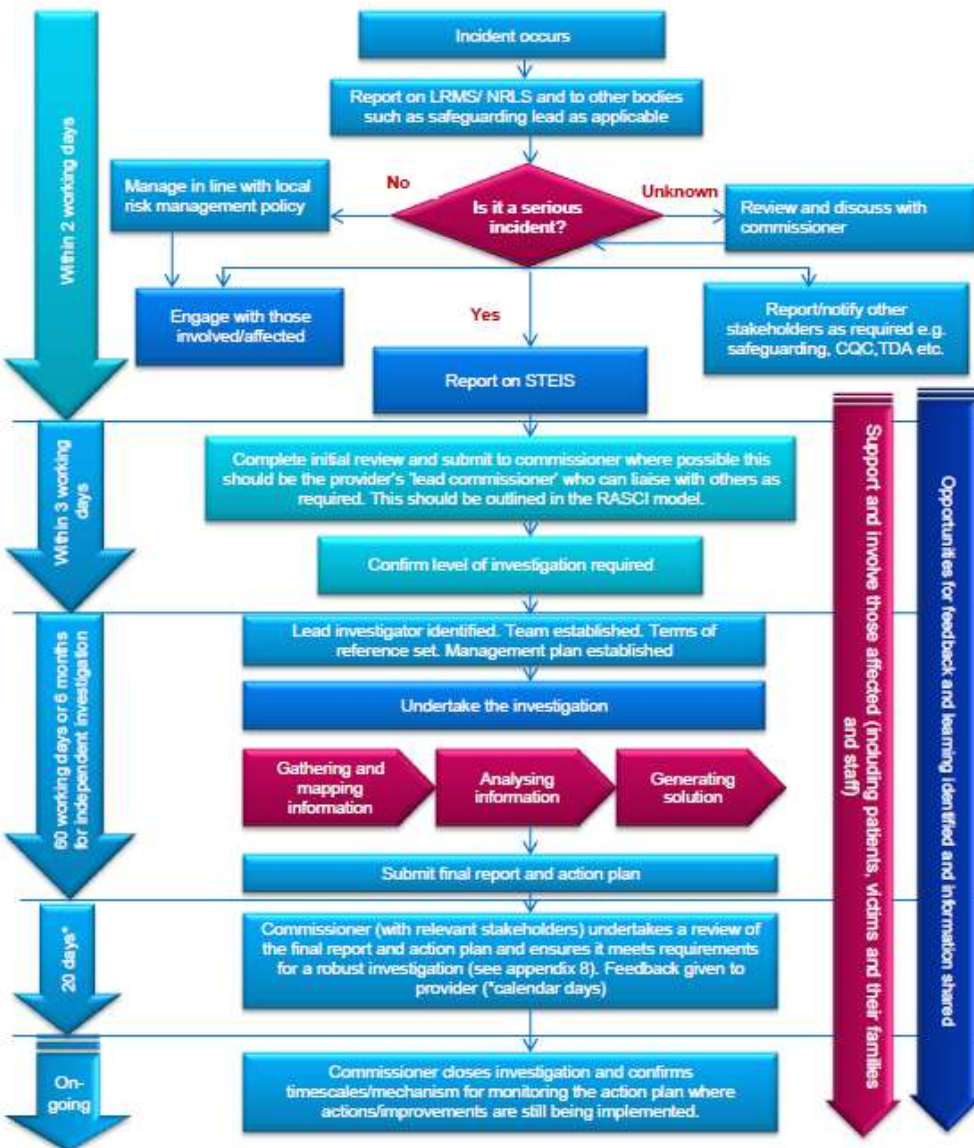 Incident occurs
Report on LRMS/ NRLS and to other bodies
such as safeguarding lead as applicable
Within 2 working days
No
Manage in line with local
risk management policy
Is it a serious
incident?
Unknown
Review and discuss with
commissioner
Engage with those
involved/affected
Yes
Report/notify other
stakeholders as required e.g.
safeguarding, CQC,TDA etc.
Report on STEIS
Within 3 working
days
Complete initial review and submit to commissioner where possible this
should be the provider's 'lead commissioner' who can liaise with others as
required. This should be outlined in the RASCI model.
Confirm level of investigation required
60 working days or 6 months
for independent investigation
Lead investigator identified. Team established. Terms of
reference set. Management plan established
Undertake the investigation
Gathering and
mapping
information
Analysing
information
Generating
solution
Submit final report and action plan
20 days*
Commissioner (with relevant stakeholders) undertakes a review of
the final report and action plan and ensures it meets requirements
for a robust investigation (see appendix 8). Feedback given to
provider (*calendar days)
On-
going
Commissioner closes investigation and confirms
timescales/mechanism for monitoring the action plan where
actions/improvements are still being implemented.
Support and involve those affected (including patients, victims and their families
and staff)
Opportunities for feedback and learning identified and information shared